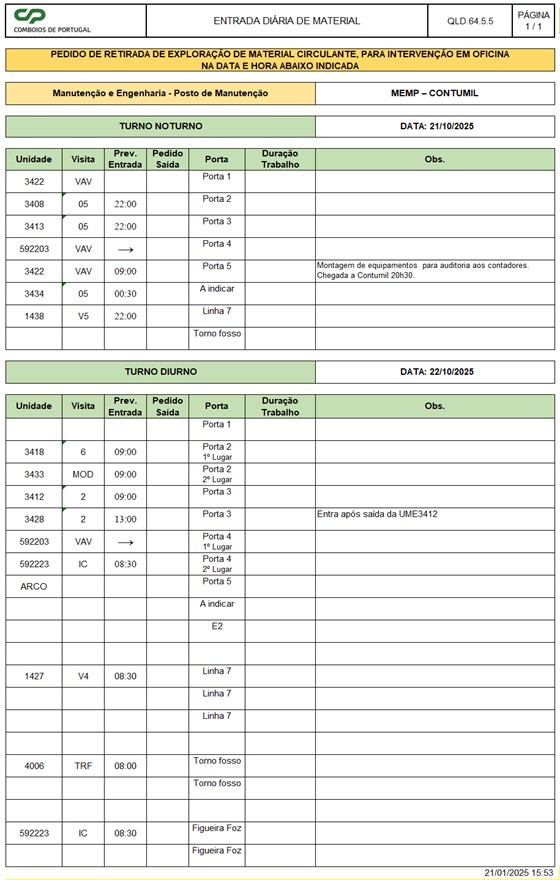 CP COMBOIOS DE PORTUGAL ENTRADA DIÁRIA DE MATERIAL QLD.64.5.5 PÁGINA 1 / 1
PEDIDO DE RETIRADA DE EXPLORAÇÃO DE MATERIAL CIRCULANTE, PARA INTERVENÇÃO EM OFICINA
NA DATA E HORA ABAIXO INDICADA
Manutenção e Engenharia - Posto de Manutenção MEMP – CONTUMIL
TURNO NOTURNO DATA: 21/10/2025
Unidade Visita Prev. Entrada Pedido Saída Porta Duração Trabalho Obs.
3422 VAV Porta 1
3408 05 22:00 Porta 2
3413 05 22:00 Porta 3
592203 VAV → Porta 4
3422 VAV 09:00 Porta 5 Montagem de equipamentos para auditoria aos contadores.
Chegada a Contumil 20h30.
3434 05 00:30 A indicar
1438 V5 22:00 Linha 7
Torno fosso
TURNO DIURNO DATA: 22/10/2025
Unidade Visita Prev. Entrada Pedido Saída Porta Duração Trabalho Obs.
Porta 1
3418 6 09:00 Porta 2 1º Lugar
3433 MOD 09:00 Porta 2 2º Lugar
3412 2 09:00 Porta 3
3428 2 13:00 Porta 3 Entra após saída da UME3412
592203 VAV → Porta 4 1º Lugar
592223 IC 08:30 Porta 4 2º Lugar
ARCO Porta 5
A indicar
E2
1427 V4 08:30 Linha 7
Linha 7
Linha 7
4006 TRF 08:00 Torno fosso
Torno fosso
592223 IC 08:30 Figueira Foz
Figueira Foz
21/01/2025 15:53